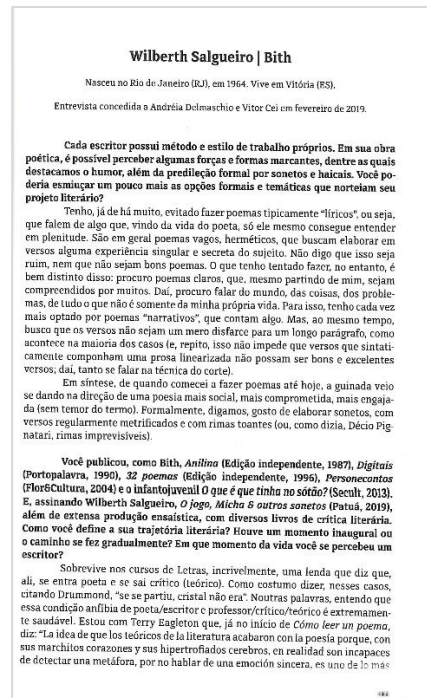 Wilberth Salgueiro | Bith
Nasceu no Rio de Janeiro (RJ), em 1964. Vive em Vitória (ES).
Entrevista concedida a Andréia Delmaschio e Vitor Cei em fevereiro de 2019.
Cada escritor possui método e estilo de trabalho próprios. Em sua obra
poética, é possível perceber algumas forças e formas marcantes, dentre as quais
destacamos o humor, além da predileção formal por sonetos e haicais. Você po-
deria esmiuçar um pouco mais as opções formais e temáticas que norteiam seu
projeto literário?
Tenho, já de há muito, evitado fazer poemas tipicamente “líricos”, ou seja,
que falem de algo que, vindo da vida do poeta, só ele mesmo consegue entender
em plenitude. São em geral poemas vagos, herméticos, que buscam elaborar em
versos alguma experiência singular e secreta do sujeito. Não digo que isso seja
ruim, nem que não sejam bons poemas. O que tenho tentado fazer, no entanto, é
bem distinto disso: procuro poemas claros, que, mesmo partindo de mim, sejam
compreendidos por muitos. Daí, procuro falar do mundo, das coisas, dos proble-
mas, de tudo o que não é somente da minha própria vida. Para isso, tenho cada vez
mais optado por poemas “narrativos”, que contam algo. Mas, ao mesmo tempo,
busco que os versos não sejam um mero disfarce para um longo parágrafo, como
acontece na maioria dos casos (e, repito, isso não impede que versos que sintati-
camente componham uma prosa linearizada não possam ser bons e excelentes
versos; daí, tanto se falar na técnica do corte).
Em síntese, de quando comecei a fazer poemas até hoje, a guinada veio
se dando na direção de uma poesia mais social, mais comprometida, mais engaja-
da (sem temor do termo). Formalmente, digamos, gosto de elaborar sonetos, com
versos regularmente metrificados e com rimas toantes (ou, como dizia, Décio Pig-
natari, rimas imprevisíveis).
Você publicou, como Bith, Anilina (Edição independente, 1987), Digitais
(Portopalavra, 1990), 32 poemas (Edição independente, 1996), Personecontos
(Flor&Cultura, 2004) e o infantojuvenil O que é que tinha no sótão? (Secult, 2013).
E, assinando Wilberth Salgueiro, O jogo, Micha & outros sonetos (Patuá, 2019),
além de extensa produção ensaística, com diversos livros de crítica literária.
Como você define a sua trajetória literária? Houve um momento inaugural ou
o caminho se fez gradualmente? Em que momento da vida você se percebeu um
escritor?
Sobrevive nos cursos de Letras, incrivelmente, uma lenda que diz que,
ali, se entra poeta e se sai crítico (teórico). Como costumo dizer, nesses casos,
citando Drummond, “se se partiu, cristal não era”. Noutras palavras, entendo que
essa condição anfíbia de poeta/escritor e professor/crítico/teórico é extremamen-
te saudável. Estou com Terry Eagleton que, já no início de Cómo leer un poema,
diz: “La idea de que los teóricos de la literatura acabaron con la poesía porque, con
sus marchitos corazones y sus hipertrofiados cerebros, en realidad son incapaces
de detectar una metáfora, por no hablar de una emoción sincera, es uno de lo más